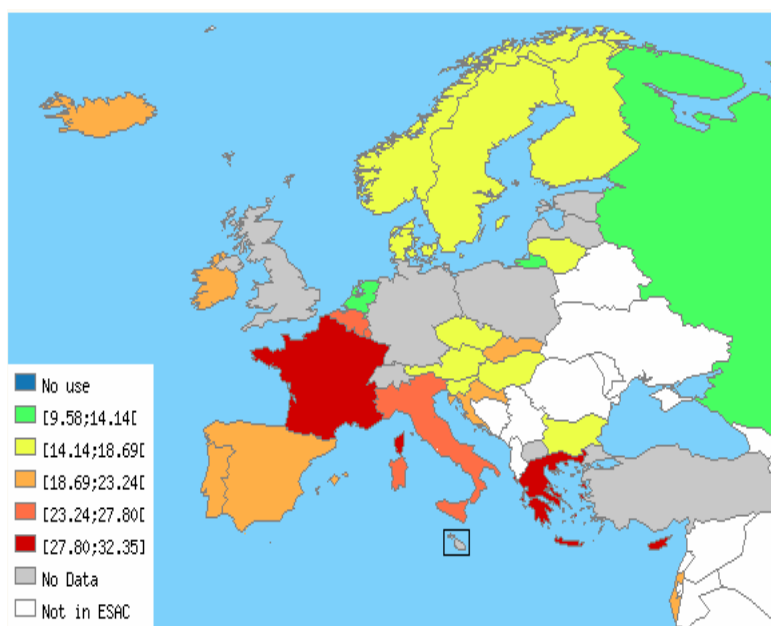 No use
[9.58;14.14[
[14.14;18.69[
[18.69;23.24[
[23.24;27.80[
[27.80;32.35]
No Data
Not in ESAC